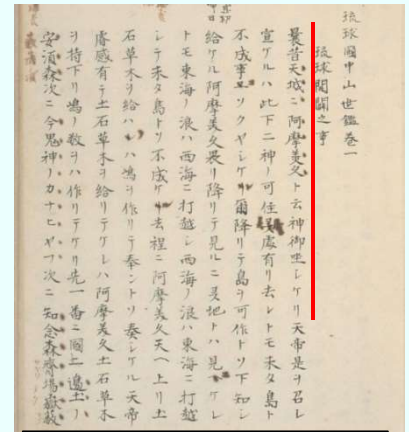 琉球國中山世鑑巻一
琉球開闢之事
曩昔天城ニ阿摩美久ト云神御坐シケリ天帝是ヲ召シ
宣ケルハ此下ニ神ノ可住處有リ去レトモ未タ島ト
不成事コソクヤシケレ爾降リテ島ヲ可作トソ下知シ
給ケル阿摩美久畏リ降リテ見ルニ霊地トハ見ヘケレ
トモ東海ノ浪ハ西海ニ打越シ西海ノ浪ハ東海ニ打越
シテ未タ島トソ不成ケル去程ニ阿摩美久天ヘ上リ土
石草木ヲ給ハレハ嶋ヲ作リテ奉ントソ奏シケル天帝
睿感有テ土石草木ヲ給リテケレハ阿摩美久土石草木
ヲ持下リ嶋ノ数ヲハ作リテケリ先一番ニ國上邊土ノ
安須森次ニ今鬼神ノカナヒヤフ次ニ知念森齋場嶽薮